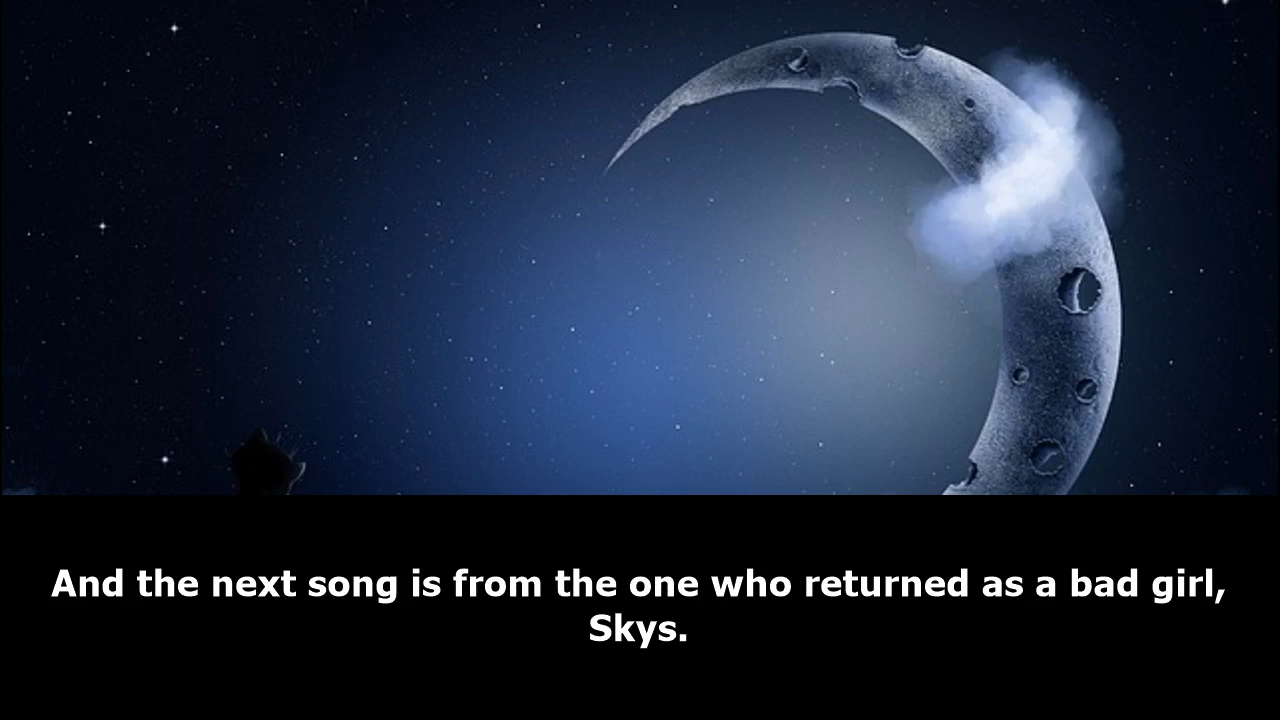 And the next song is from the one who returned as a bad girl,
Skys.